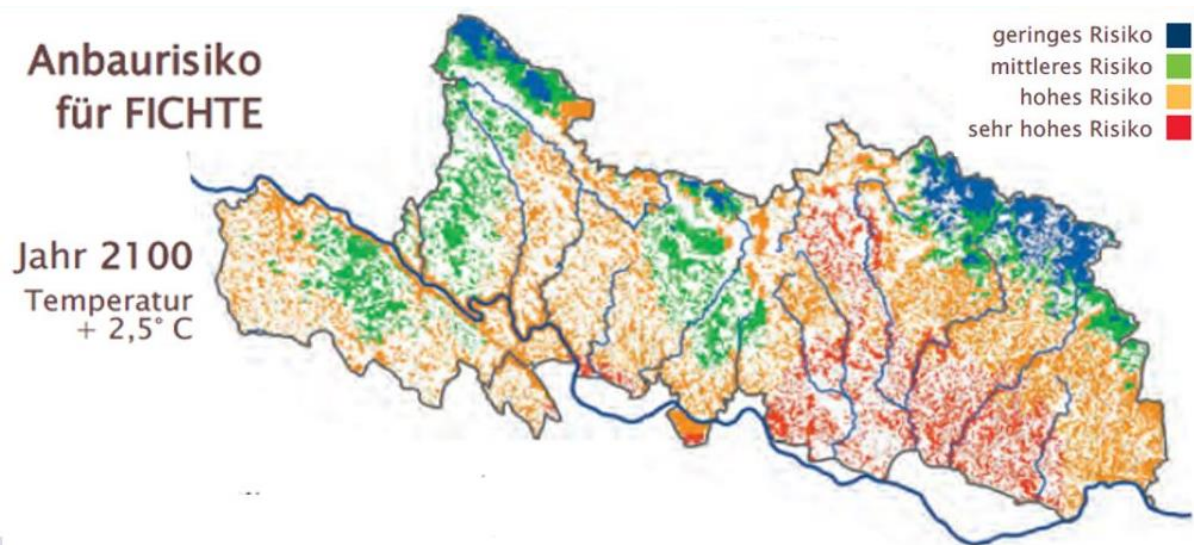 Anbaurisiko
für FICHTE
geringes Risiko
mittleres Risiko
hohes Risiko
sehr hohes Risiko
Jahr 2100
Temperatur
+ 2,5° C